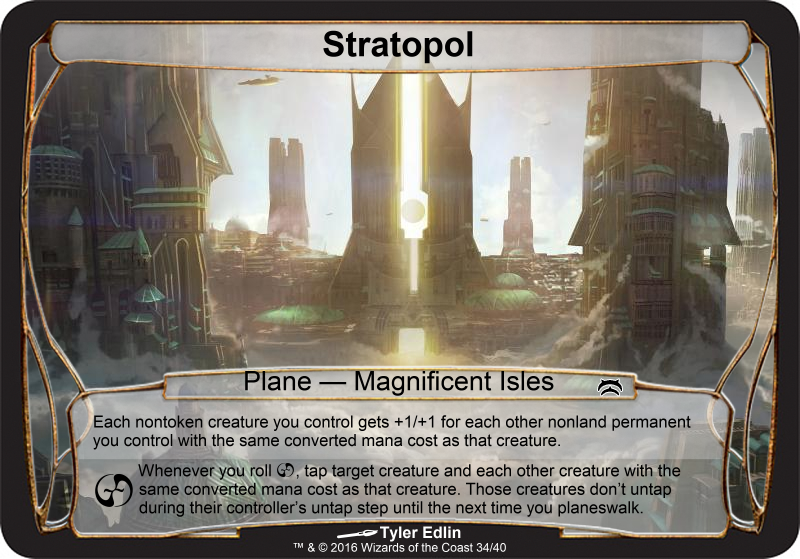 Stratopol
Plane — Magnificent Isles
Each nontoken creature you control gets +1/+1 for each other nonland permanent
you control with the same converted mana cost as that creature.
Whenever you roll , tap target creature and each other creature with the
same converted mana cost as that creature. Those creatures don’t untap
during their controller’s untap step until the next time you planeswalk.
Tyler Edlin
™ & © 2016 Wizards of the Coast 34/40